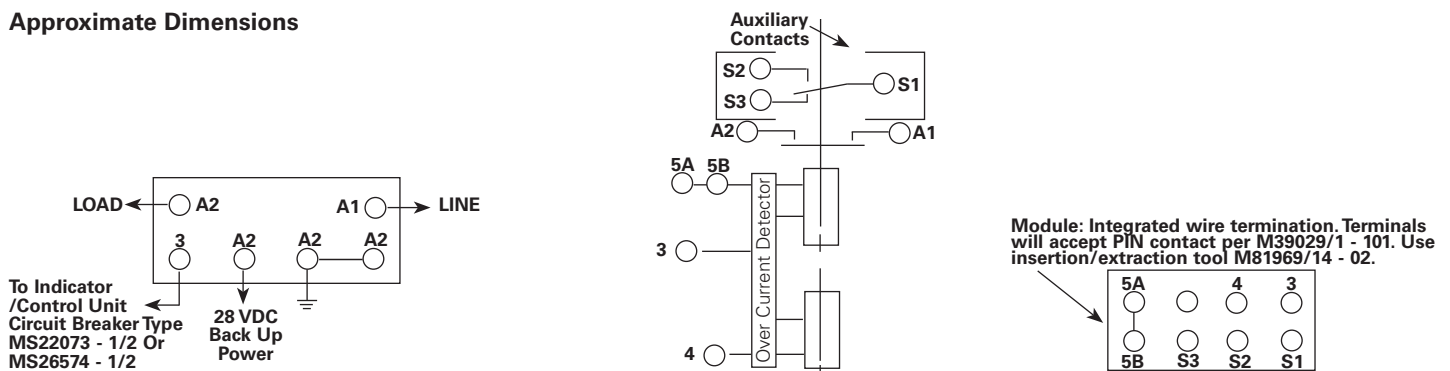 Approximate Dimensions
LOAD
A2
A1
LINE
3
A2
A2
A2
To Indicator
/Control Unit
Circuit Breaker Type
MS22073 - 1/2 Or
MS26574 - 1/2
28 VDC
Back Up
Power
Auxiliary
Contacts
S2
S1
S3
A2
A1
5A 5B
3
4
Over Current Detector
Module: Integrated wire termination. Terminals
will accept PIN contact per M39029/1 - 101. Use
insertion/extraction tool M81969/14 - 02.
5A 4 3
5B S3 S2 S1